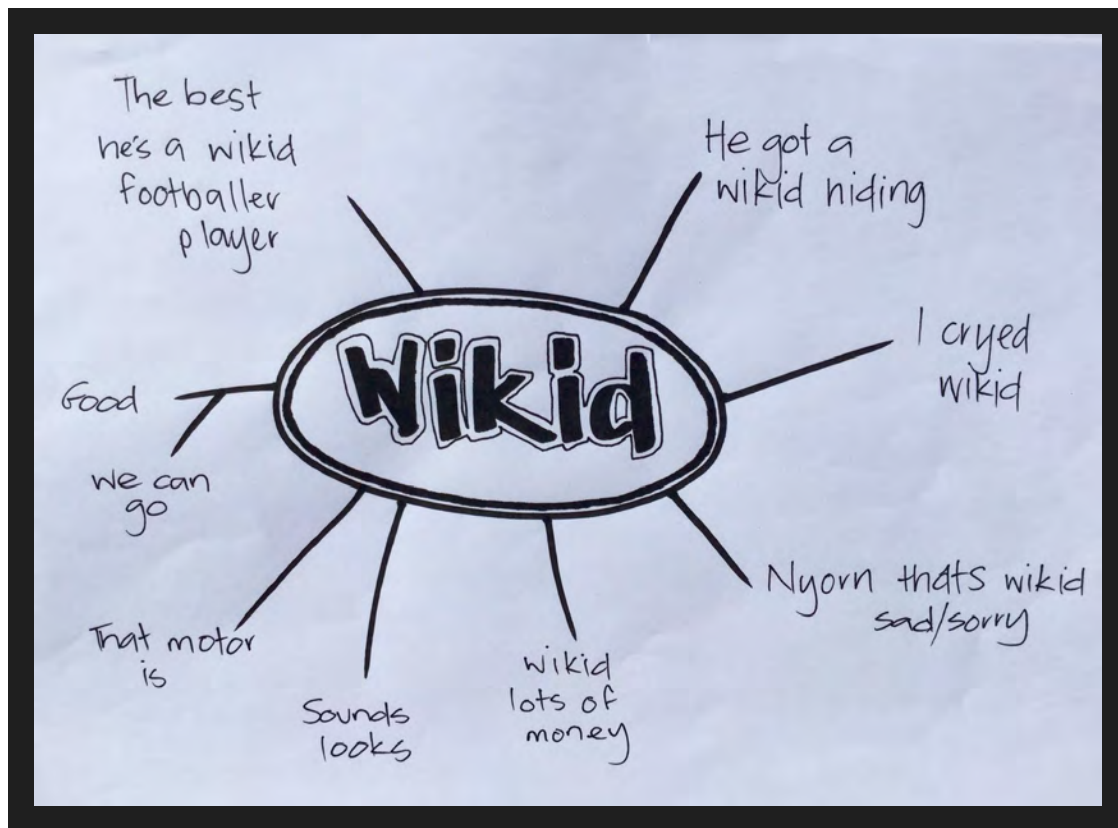 The best
he's a wikid
footballer
player
He got a
wikid hiding
I cryed
wikid
Wikid
Good
we can
go
That motor
is
Sounds
looks
wikid
lots of
money
Nyorn thats wikid
sad/sorry